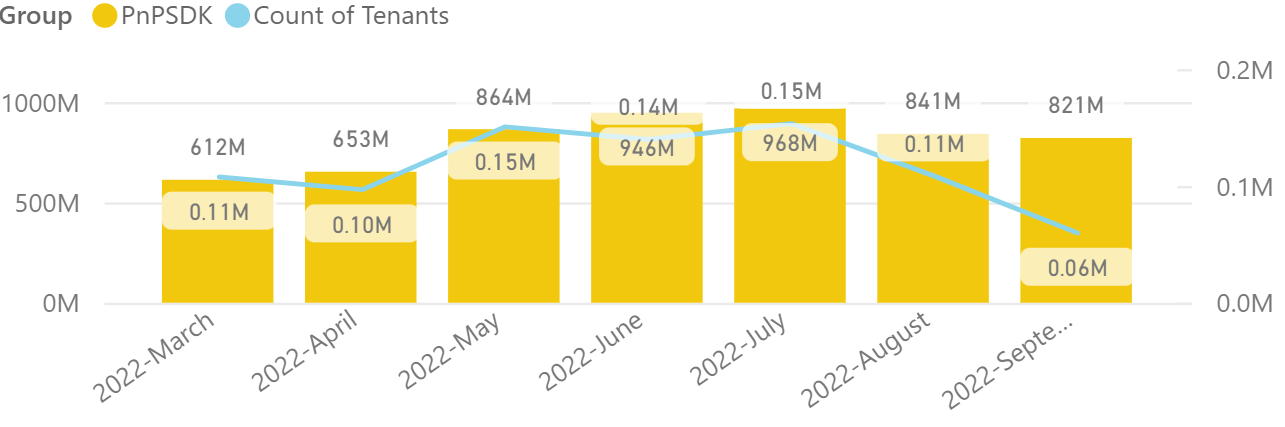 Group PnPSDK Count of Tenants
0.2M
1000M 864M 0.14M 0.15M 841M 821M
612M 653M 0.15M 946M 968M 0.11M
0.1M
500M 0.11M 0.10M
0.06M
0M 0.0M
2022-March 2022-April 2022-May 2022-June 2022-July 2022-August 2022-Septe...